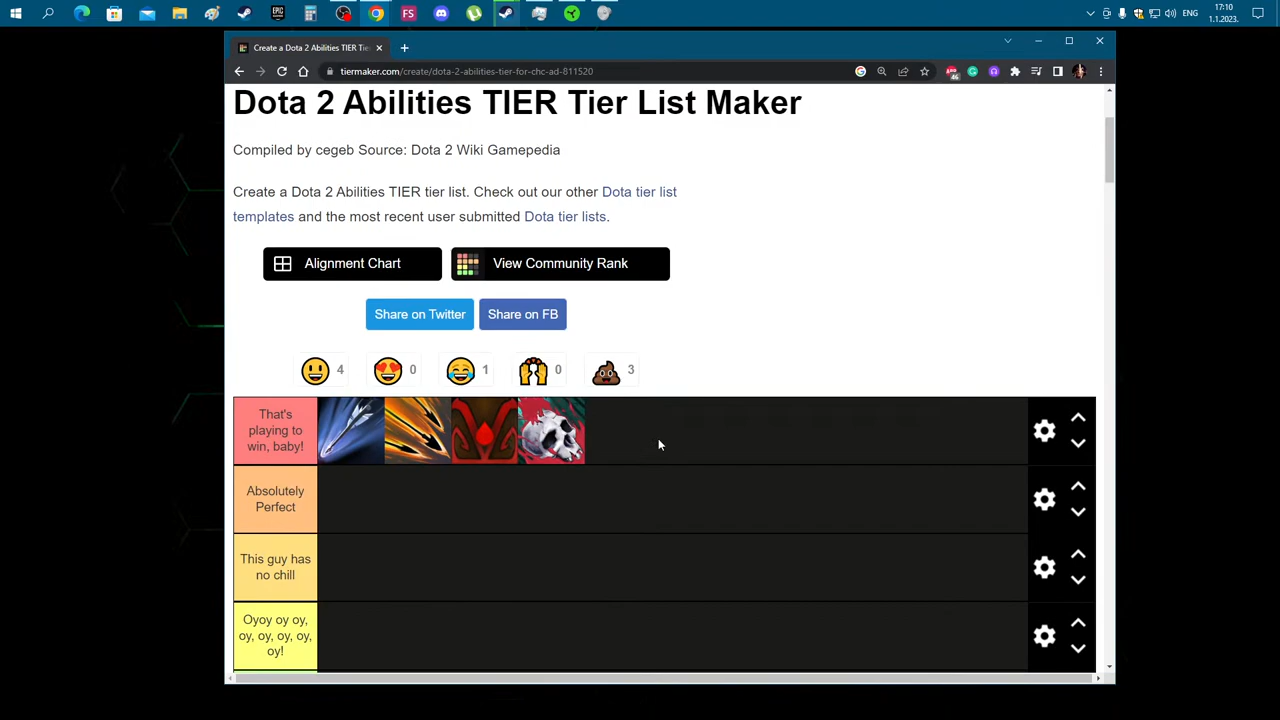 ENG
17:10
1.1.2023.
EPIC
FS
Create a Dota 2 Abilities TIER Tie
tiermaker.com/create/dota-2-abilities-tier-for-chc-ad-811520
46
Dota 2 Abilities TIER Tier List Maker
Compiled by cegeb Source: Dota 2 Wiki Gamepedia
Create a Dota 2 Abilities TIER tier list. Check out our other Dota tier list
templates and the most recent user submitted Dota tier lists.
Alignment Chart
View Community Rank
Share on Twitter
Share on FB
4
0
1
0
3
That's
playing to
win, baby!
Absolutely
Perfect
This guy has
no chill
Oyoy oy oy,
oy, oy, oy, oy,
oy!